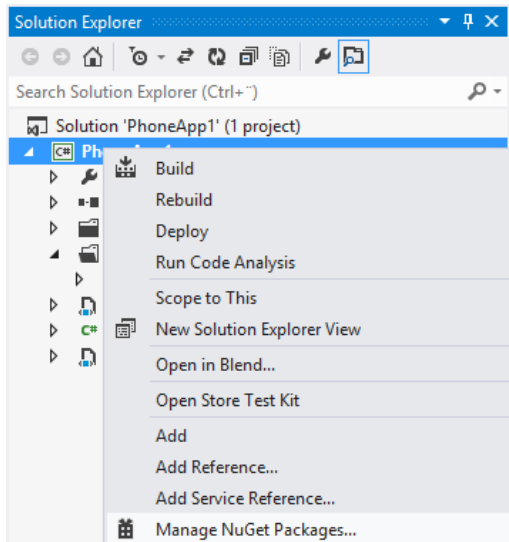 Solution Explorer
Search Solution Explorer (Ctrl+¨)
Solution 'PhoneApp1' (1 project)
C#
Build
Rebuild
Deploy
Run Code Analysis
Scope to This
New Solution Explorer View
Open in Blend...
Open Store Test Kit
Add
Add Reference...
C#
Add Service Reference...
Manage NuGet Packages...